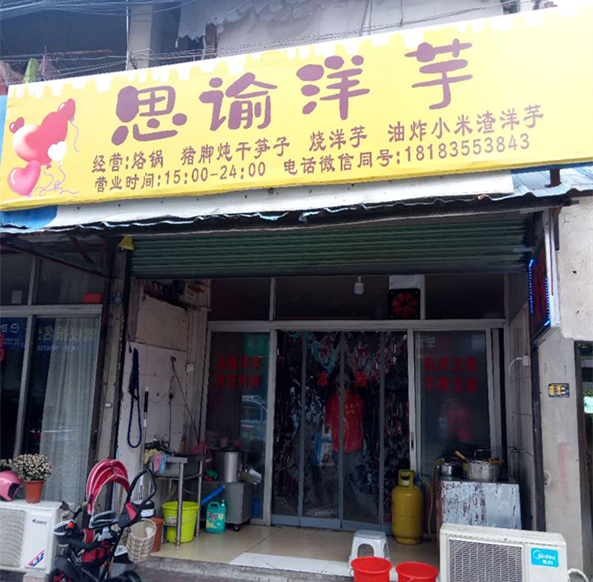 思谕洋芋
经营:烙锅 猪脚炖干笋子 烧洋芋 油炸小米渣洋芋
营业时间:15:00-24:00 电话微信同号:18183553843
Midea